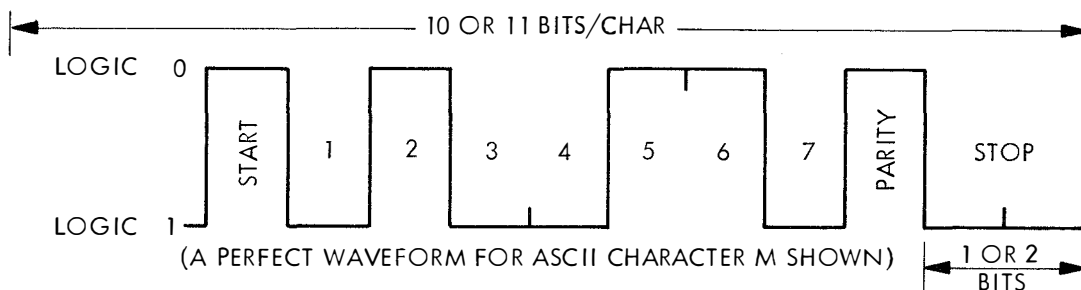 10 OR 11 BITS/CHAR
LOGIC 0
START 1 2 3 4 5 6 7 PARITY STOP
LOGIC 1
(A PERFECT WAVEFORM FOR ASCII CHARACTER M SHOWN)
1 OR 2
BITS